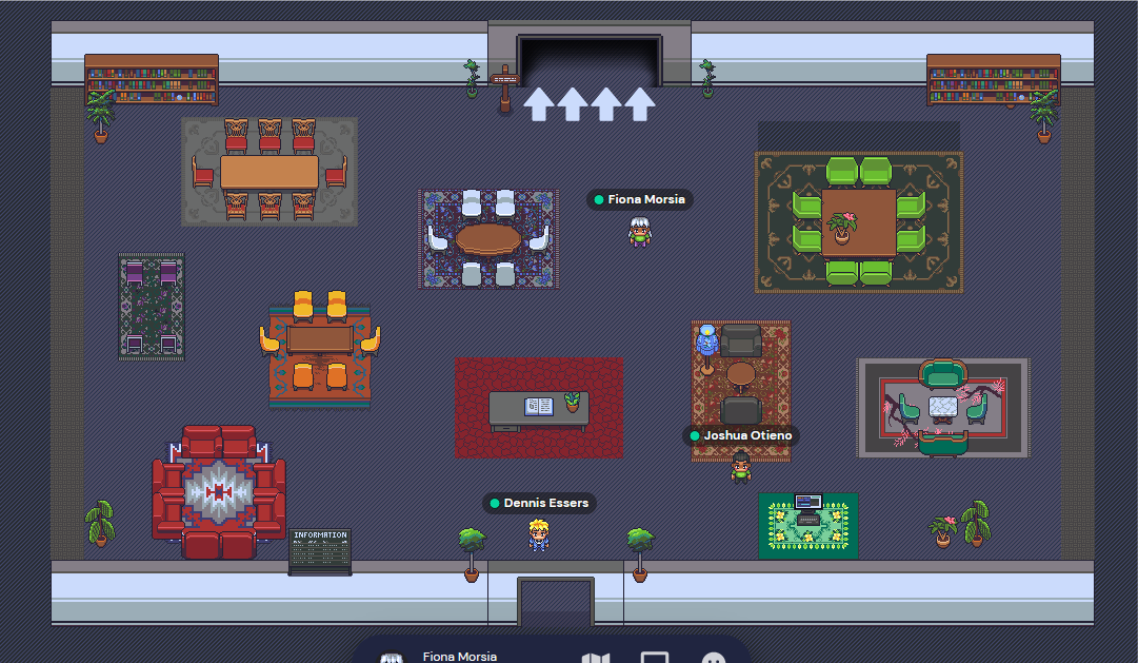 Fiona Morsia
Joshua Otieno
Dennis Essers
INFORMATION
Fiona Morsia